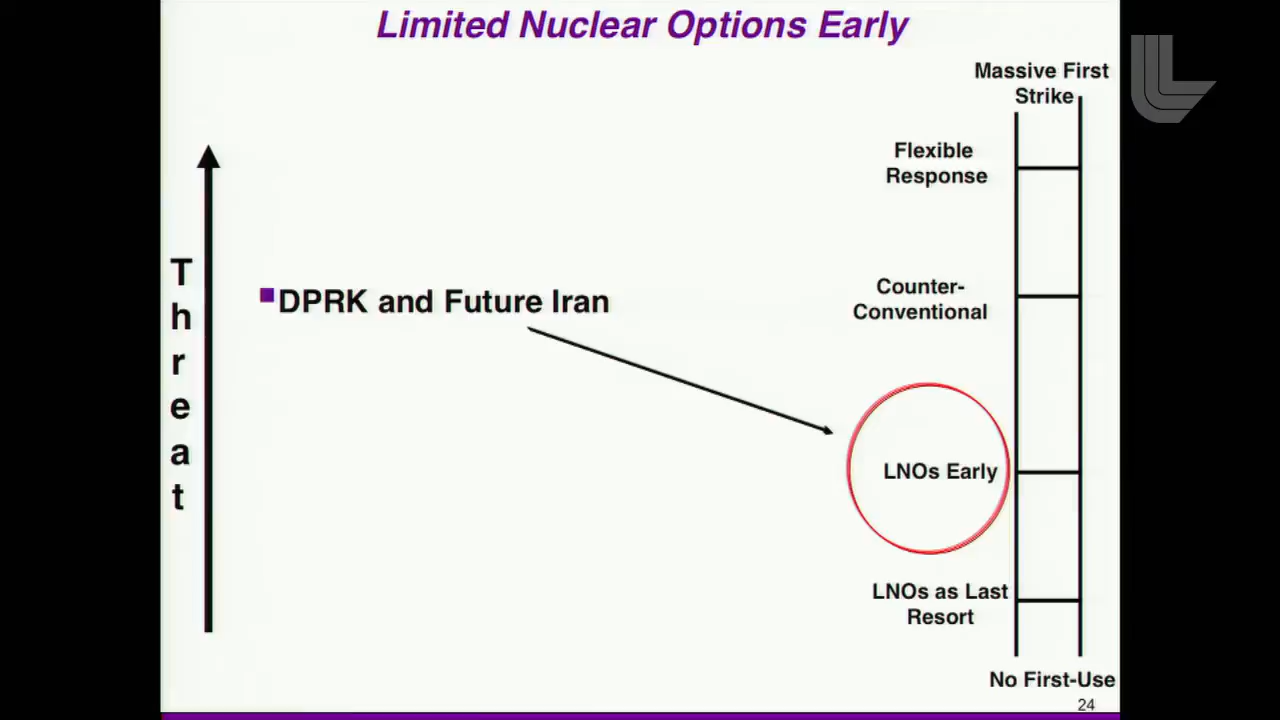 Limited Nuclear Options Early
Massive First
Strike
Flexible
Response
Threat
DPRK and Future Iran
Counter-
Conventional
LNOs Early
LNOs as Last
Resort
No First-Use
24